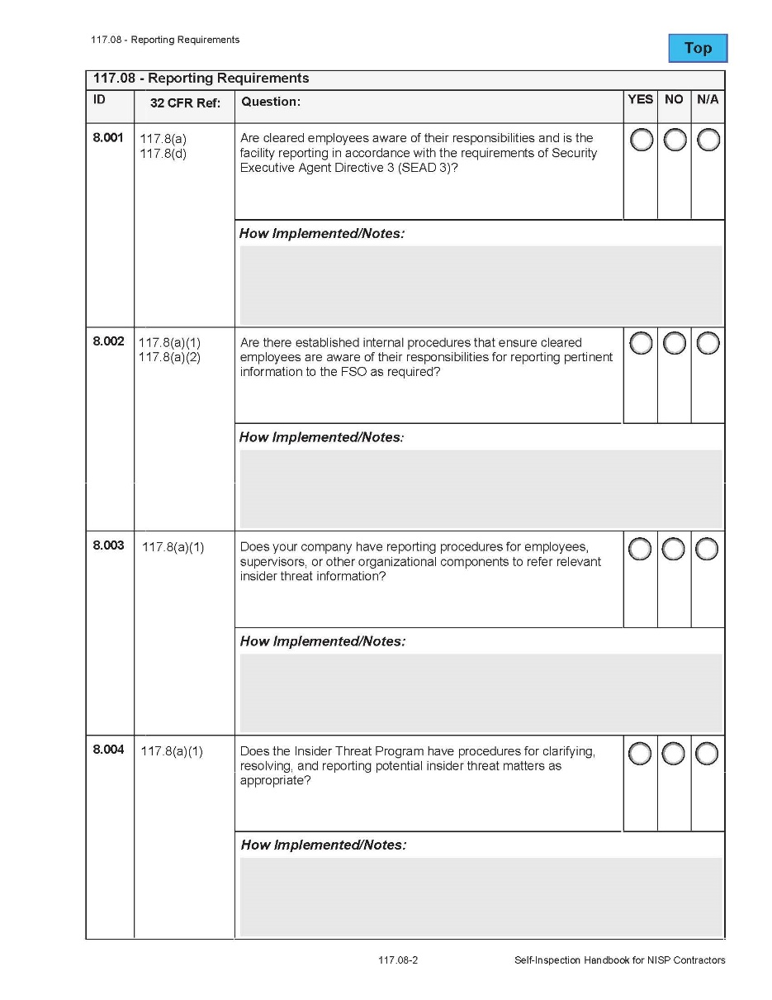 117.08 - Reporting Requirements
Top
117.08 - Reporting Requirements
ID 32 CFR Ref: Question: YES NO N/A
8.001 117.8(a) Are cleared employees aware of their responsibilities and is the
117.8(d) facility reporting in accordance with the requirements of Security
Executive Agent Directive 3 (SEAD 3)?
How Implemented/Notes:
8.002 117.8(a)(1) Are there established internal procedures that ensure cleared
117.8(a)(2) employees are aware of their responsibilities for reporting pertinent
information to the FSO as required?
How Implemented/Notes:
8.003 117.8(a)(1) Does your company have reporting procedures for employees,
supervisors, or other organizational components to refer relevant
insider threat information?
How Implemented/Notes:
8.004 117.8(a)(1) Does the Insider Threat Program have procedures for clarifying,
resolving, and reporting potential insider threat matters as
appropriate?
How Implemented/Notes:
117.08-2 Self-Inspection Handbook for NISP Contractors